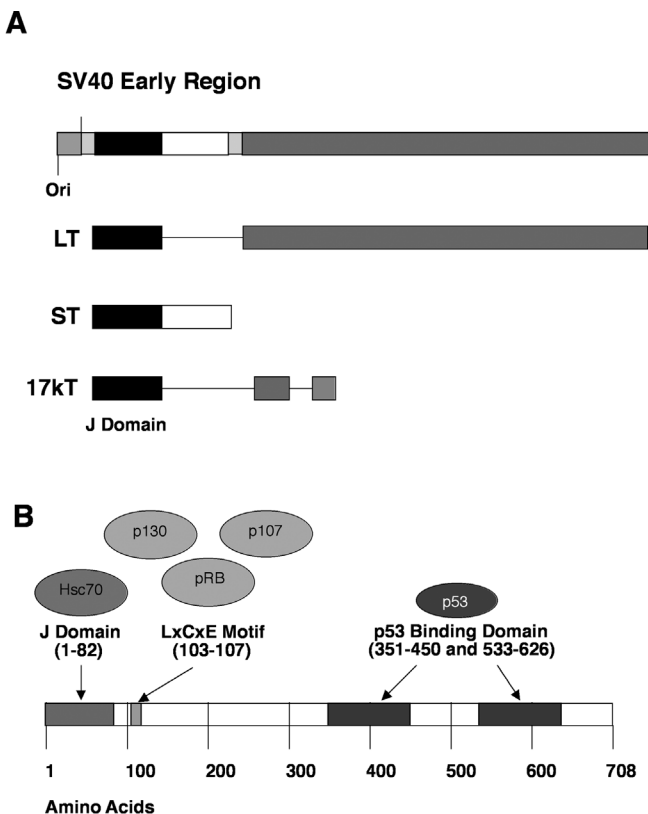 A
SV40 Early Region
Ori
LT
ST
17kT
J Domain
B
p130
p107
pRB
Hsc70
p53
J Domain
(1-82)
LxCxE Motif
(103-107)
p53 Binding Domain
(351-450 and 533-626)
1 100 200 300 400 500 600 708
Amino Acids